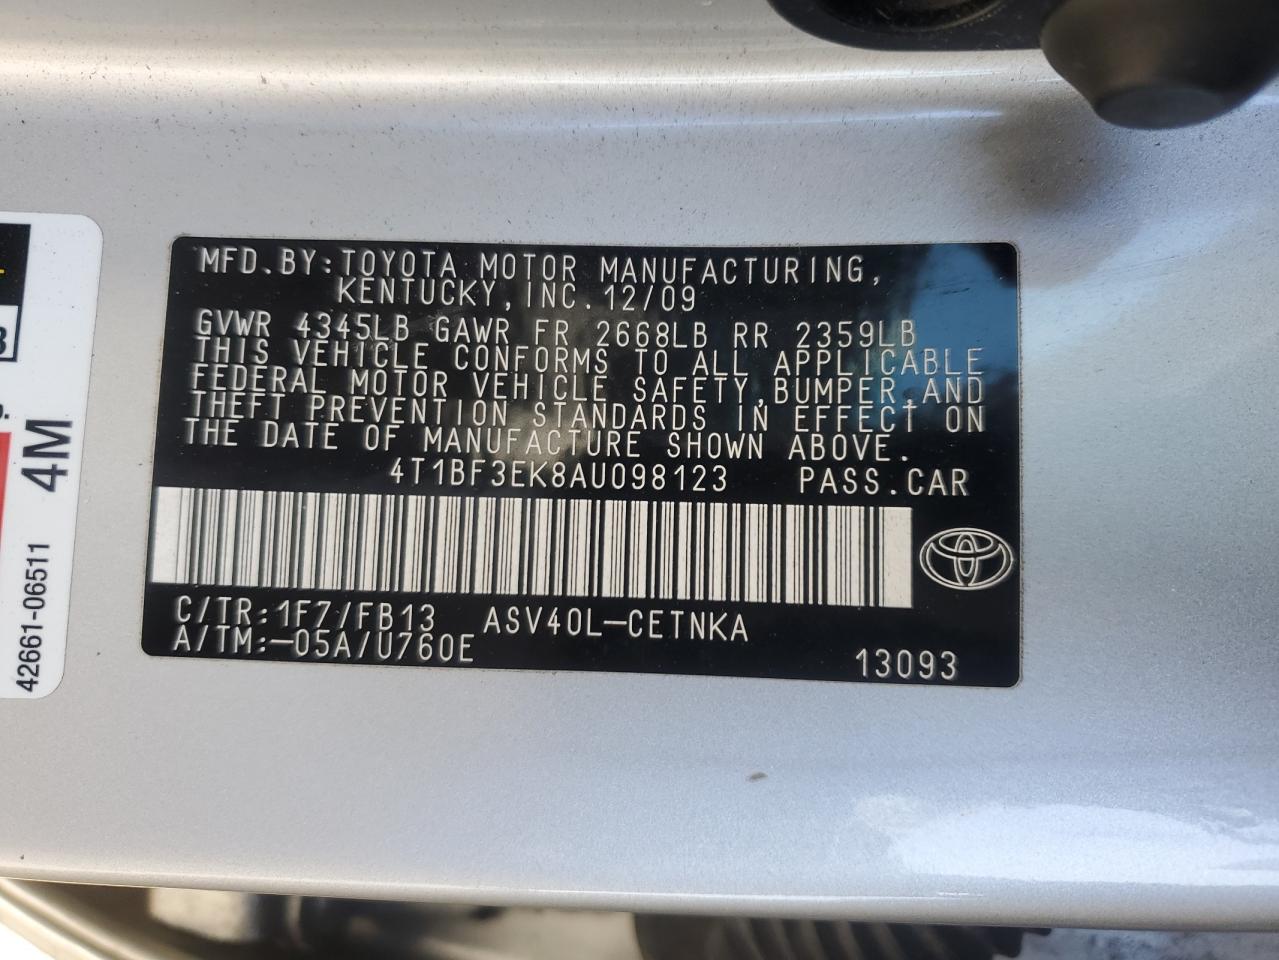 MFD.BY:TOYOTA MOTOR MANUFACTURING,
KENTUCKY,INC.12/09
GVWR 4345LB GAWR FR 2668LB RR 2359LB
THIS VEHICLE CONFORMS TO ALL APPLICABLE
FEDERAL MOTOR VEHICLE SAFETY,BUMPER,AND
THEFT PREVENTION STANDARDS IN EFFECT ON
THE DATE OF MANUFACTURE SHOWN ABOVE.
4T1BF3EK8AU098123 PASS.CAR
C/TR:1F7/FB13 ASV40L-CETNKA
A/TM:-05A/U760E
13093
42661-06511 4M